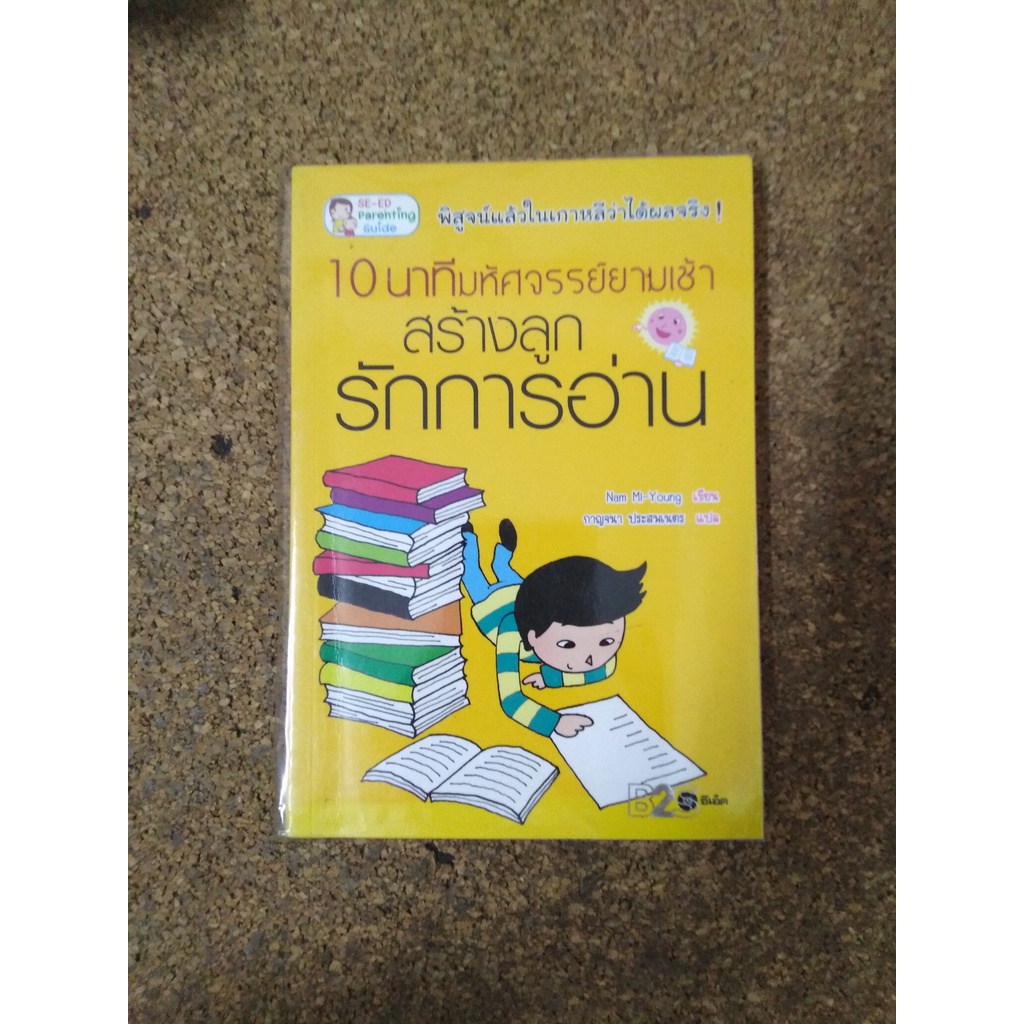 SE-ED
Parenting
Guide
พิสูจน์แล้วในเกาหลีว่าได้ผลจริง!
10 นาทีมหัศจรรย์ยามเช้า
สร้างลูก
รักการอ่าน
Nam Mi-Young เขียน
กาญจนา ประสพเนตร แปล
B2S ซีเอ็ด